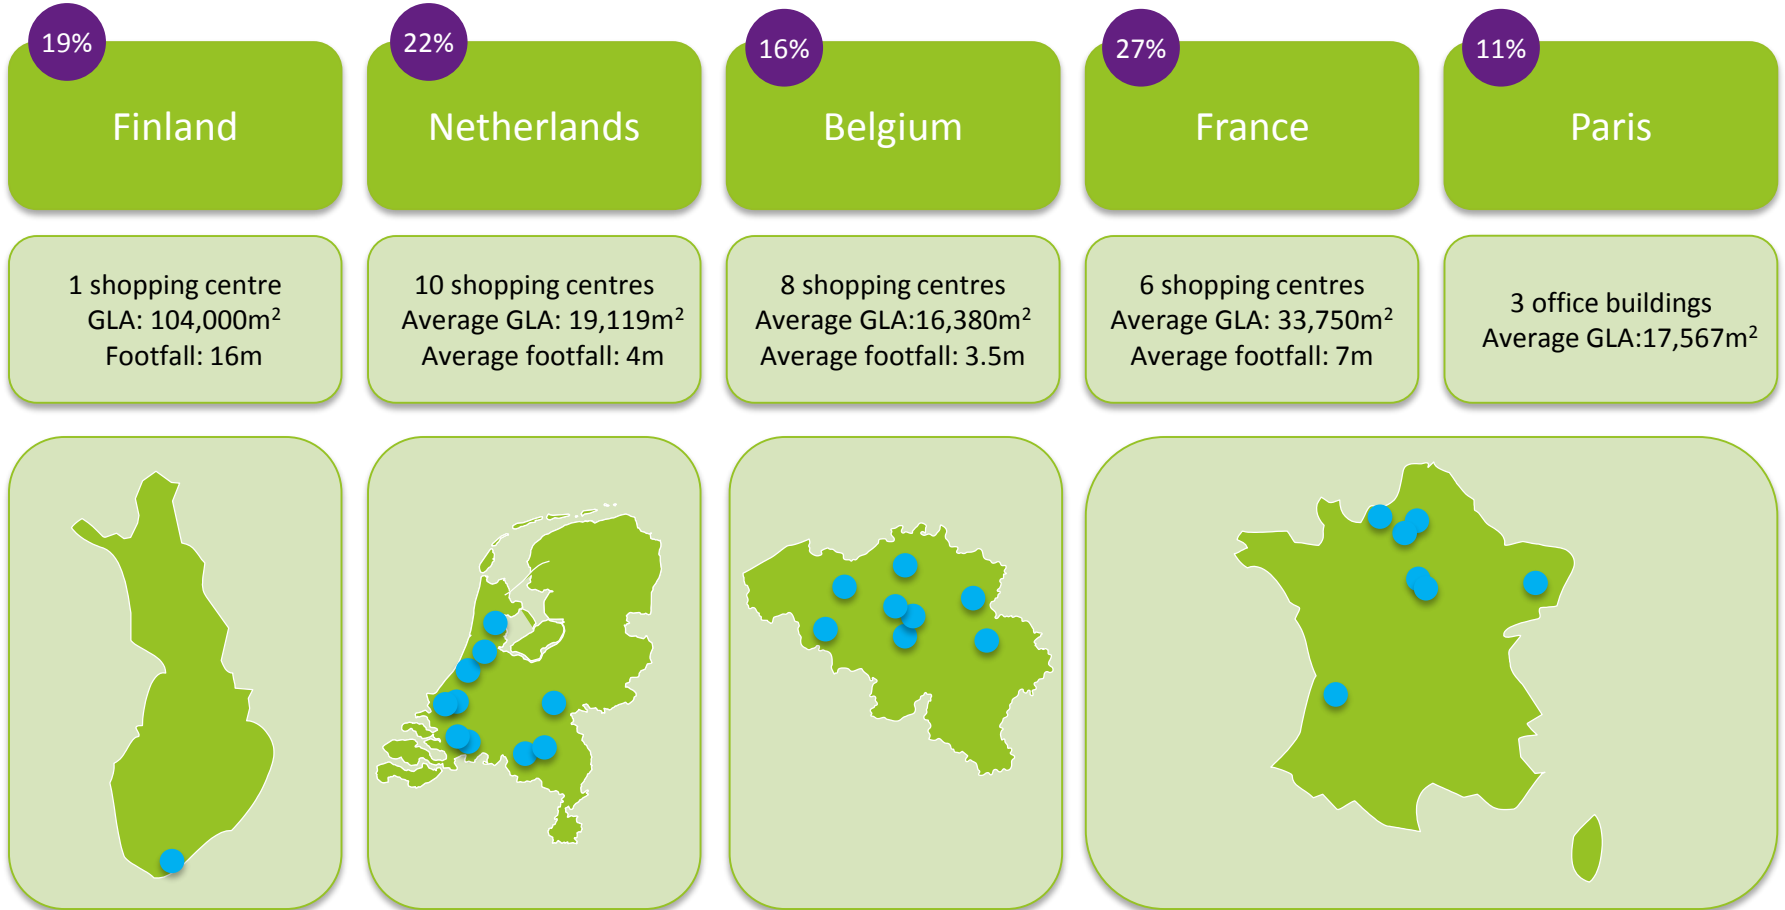 19%
Finland
22%
Netherlands
16%
Belgium
27%
France
11%
Paris
1 shopping centre
GLA: 104,000m²
Footfall: 16m
10 shopping centres
Average GLA: 19,119m²
Average footfall: 4m
8 shopping centres
Average GLA:16,380m²
Average footfall: 3.5m
6 shopping centres
Average GLA: 33,750m²
Average footfall: 7m
3 office buildings
Average GLA:17,567m²